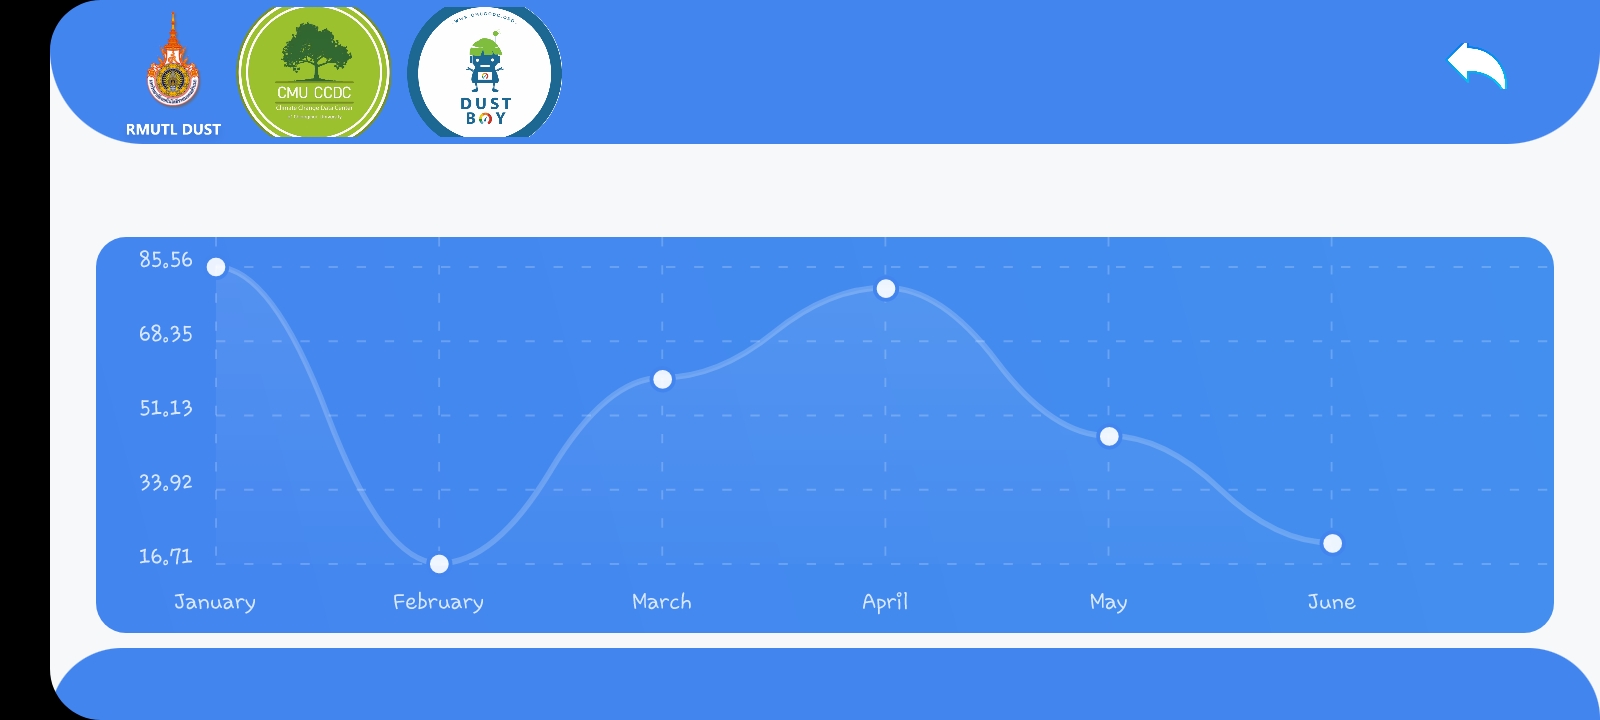 RMUTL DUST
CMU CCDC
Climate Change Data Center
DUST
BOY
85.56
68.35
51.13
33.92
16.71
January February March April May June